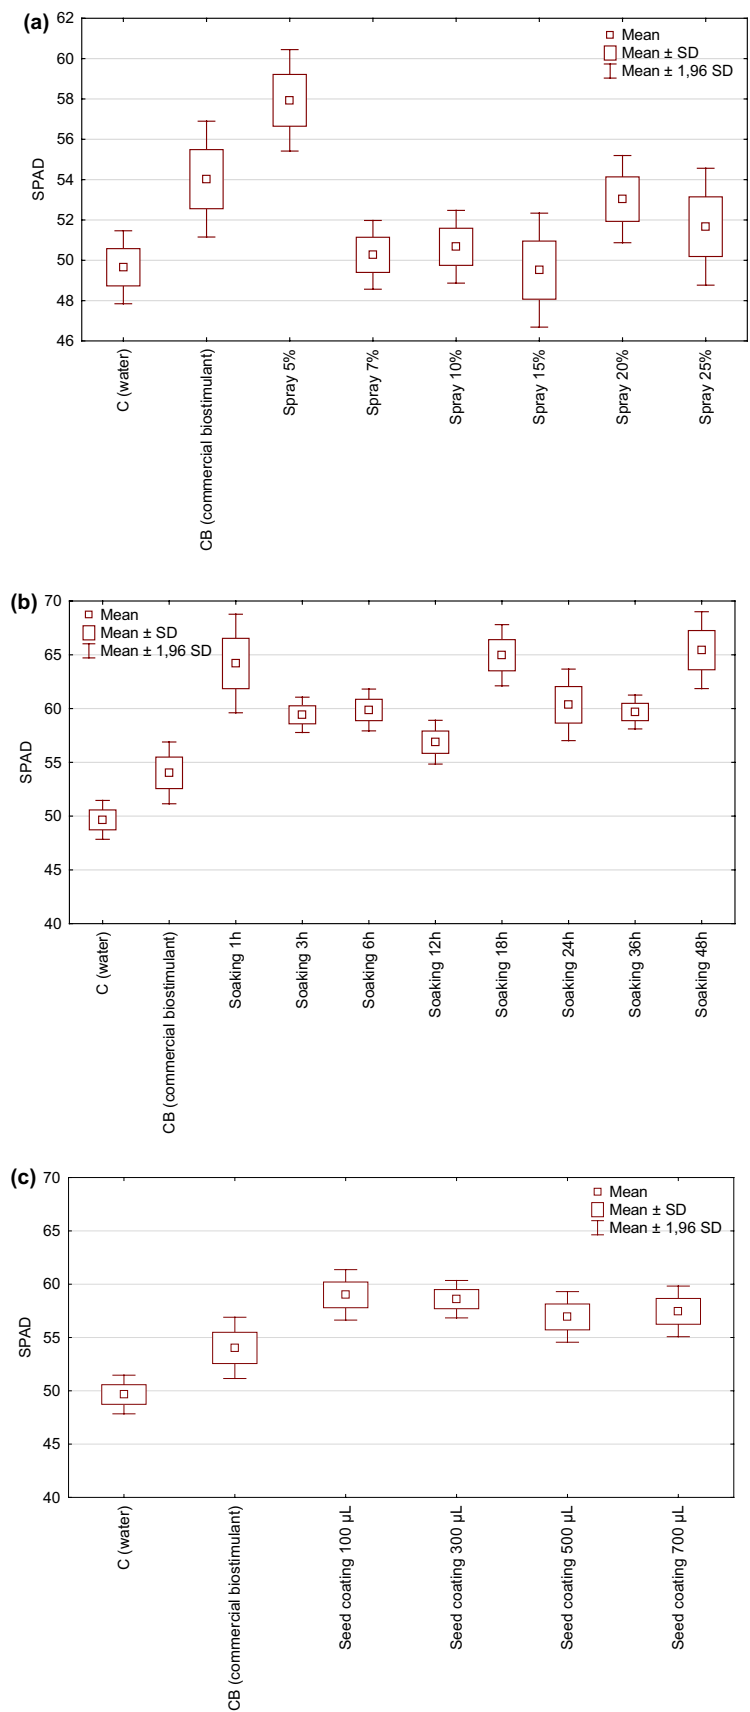 (a)
62
60
58
56
54
52
50
48
46
SPAD
Mean
Mean ± SD
Mean ± 1,96 SD
C (water)
CB (commercial biostimulant)
Spray 5%
Spray 7%
Spray 10%
Spray 15%
Spray 20%
Spray 25%
(b)
70
65
60
55
50
45
40
SPAD
Mean
Mean ± SD
Mean ± 1,96 SD
C (water)
CB (commercial biostimulant)
Soaking 1h
Soaking 3h
Soaking 6h
Soaking 12h
Soaking 18h
Soaking 24h
Soaking 36h
Soaking 48h
(c)
70
65
60
55
50
45
40
SPAD
Mean
Mean ± SD
Mean ± 1,96 SD
C (water)
CB (commercial biostimulant)
Seed coating 100 µL
Seed coating 300 µL
Seed coating 500 µL
Seed coating 700 µL